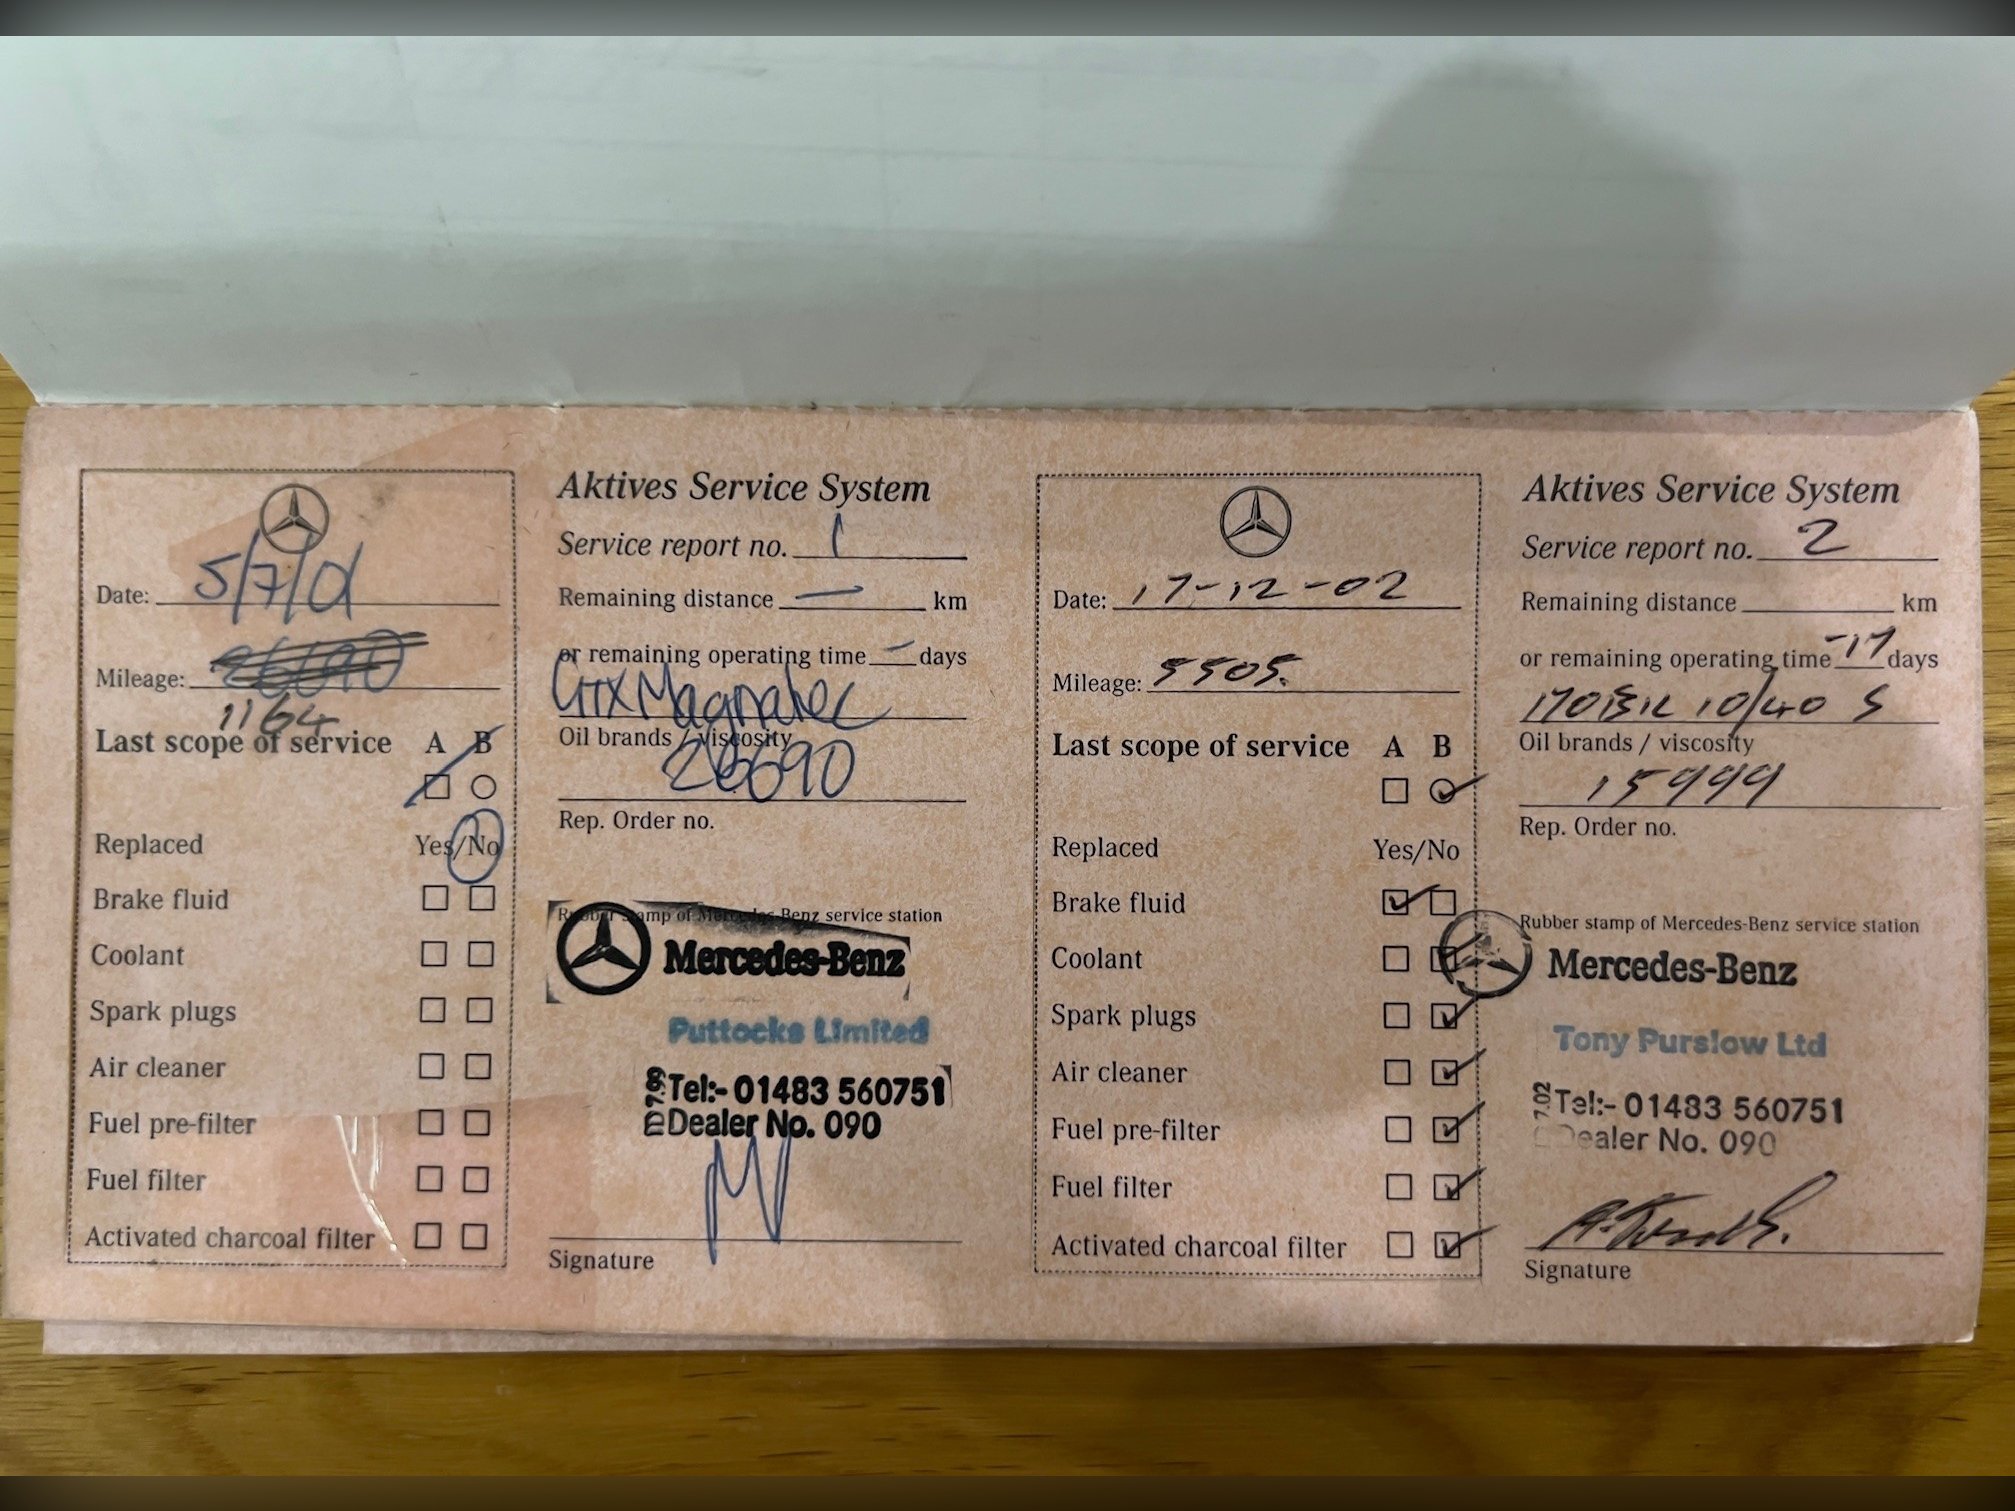 Date: 5/7/01
Mileage:
1164
Last scope of service A B
Replaced Yes/No
Brake fluid
Coolant
Spark plugs
Air cleaner
Fuel pre-filter
Fuel filter
Activated charcoal filter
Aktives Service System
Service report no. 1
Remaining distance — km
or remaining operating time — days
GTX Magnatec
Oil brands / viscosity
26690
Rep. Order no.
Rubber stamp of Mercedes-Benz service station
Mercedes-Benz
Puttocks Limited
Tel:- 01483 560751
Dealer No. 090
Signature
Date: 17-12-02
Mileage: 5505.
Last scope of service A B
Replaced Yes/No
Brake fluid
Coolant
Spark plugs
Air cleaner
Fuel pre-filter
Fuel filter
Activated charcoal filter
Aktives Service System
Service report no. 2
Remaining distance km
or remaining operating time -17 days
10/40 S
Oil brands / viscosity
15999
Rep. Order no.
Rubber stamp of Mercedes-Benz service station
Mercedes-Benz
Tony Purslow Ltd
7.02
Tel:- 01483 560751
Dealer No. 090
Signature